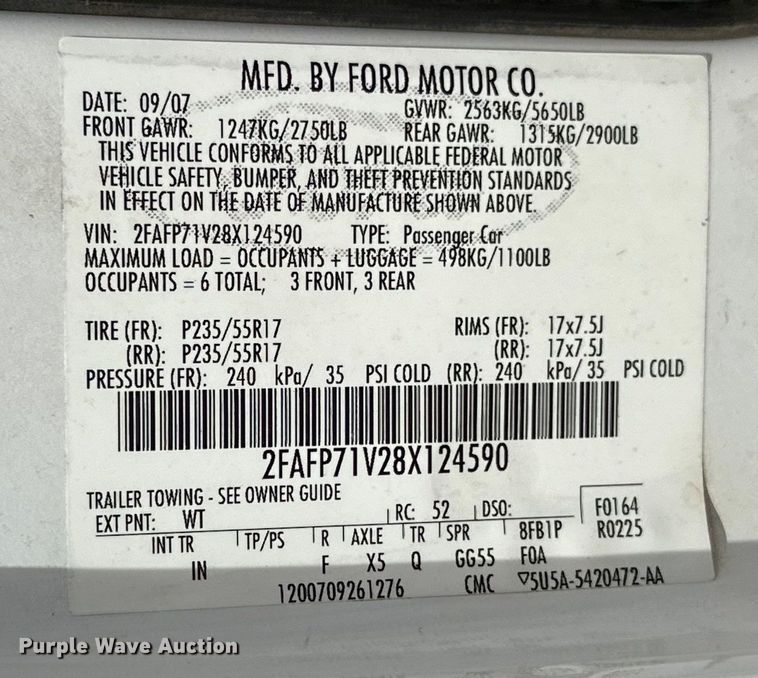 MFD. BY FORD MOTOR CO.
DATE: 09/07 GVWR: 2563KG/5650LB
FRONT GAWR: 1247KG/2750LB REAR GAWR: 1315KG/2900LB
THIS VEHICLE CONFORMS TO ALL APPLICABLE FEDERAL MOTOR
VEHICLE SAFETY, BUMPER, AND THEFT PREVENTION STANDARDS
IN EFFECT ON THE DATE OF MANUFACTURE SHOWN ABOVE.
VIN: 2FAFP71V28X124590 TYPE: Passenger Car
MAXIMUM LOAD = OCCUPANTS + LUGGAGE = 498KG/1100LB
OCCUPANTS = 6 TOTAL; 3 FRONT, 3 REAR
TIRE (FR): P235/55R17 RIMS (FR): 17x7.5J
(RR): P235/55R17 (RR): 17x7.5J
PRESSURE (FR): 240 kPa/ 35 PSI COLD (RR): 240 kPa/ 35 PSI COLD
2FAFP71V28X124590
TRAILER TOWING - SEE OWNER GUIDE
EXT PNT: WT RC: 52 DSO: F0164
INT TR TP/PS R AXLE TR SPR 8FB1P R0225
IN F X5 Q GG55 FOA
1200709261276 CMC ▽5U5A-5420472-AA
Purple Wave Auction